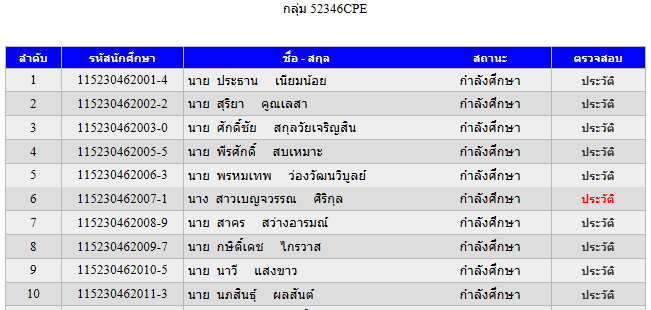 กลุ่ม 52346CPE
ลำดับ รหัสนักศึกษา ชื่อ - สกุล สถานะ ตรวจสอบ
1 115230462001-4 นาย ประธาน เนียมน้อย กำลังศึกษา ประวัติ
2 115230462002-2 นาย สุริยา คุณเลสา กำลังศึกษา ประวัติ
3 115230462003-0 นาย ศักดิ์ชัย สกุลวัยเจริญสิน กำลังศึกษา ประวัติ
4 115230462005-5 นาย พีรศักดิ์ สบเหมาะ กำลังศึกษา ประวัติ
5 115230462006-3 นาย พรหมเทพ ว่องวัฒนวิบูลย์ กำลังศึกษา ประวัติ
6 115230462007-1 นาง สาวเบญจวรรณ ศิริกุล กำลังศึกษา ประวัติ
7 115230462008-9 นาย สาคร สว่างอารมณ์ กำลังศึกษา ประวัติ
8 115230462009-7 นาย กษิดิ์เดช ไกรวาส กำลังศึกษา ประวัติ
9 115230462010-5 นาย นาวี แสงขาว กำลังศึกษา ประวัติ
10 115230462011-3 นาย นภสินธุ์ ผลสันต์ กำลังศึกษา ประวัติ